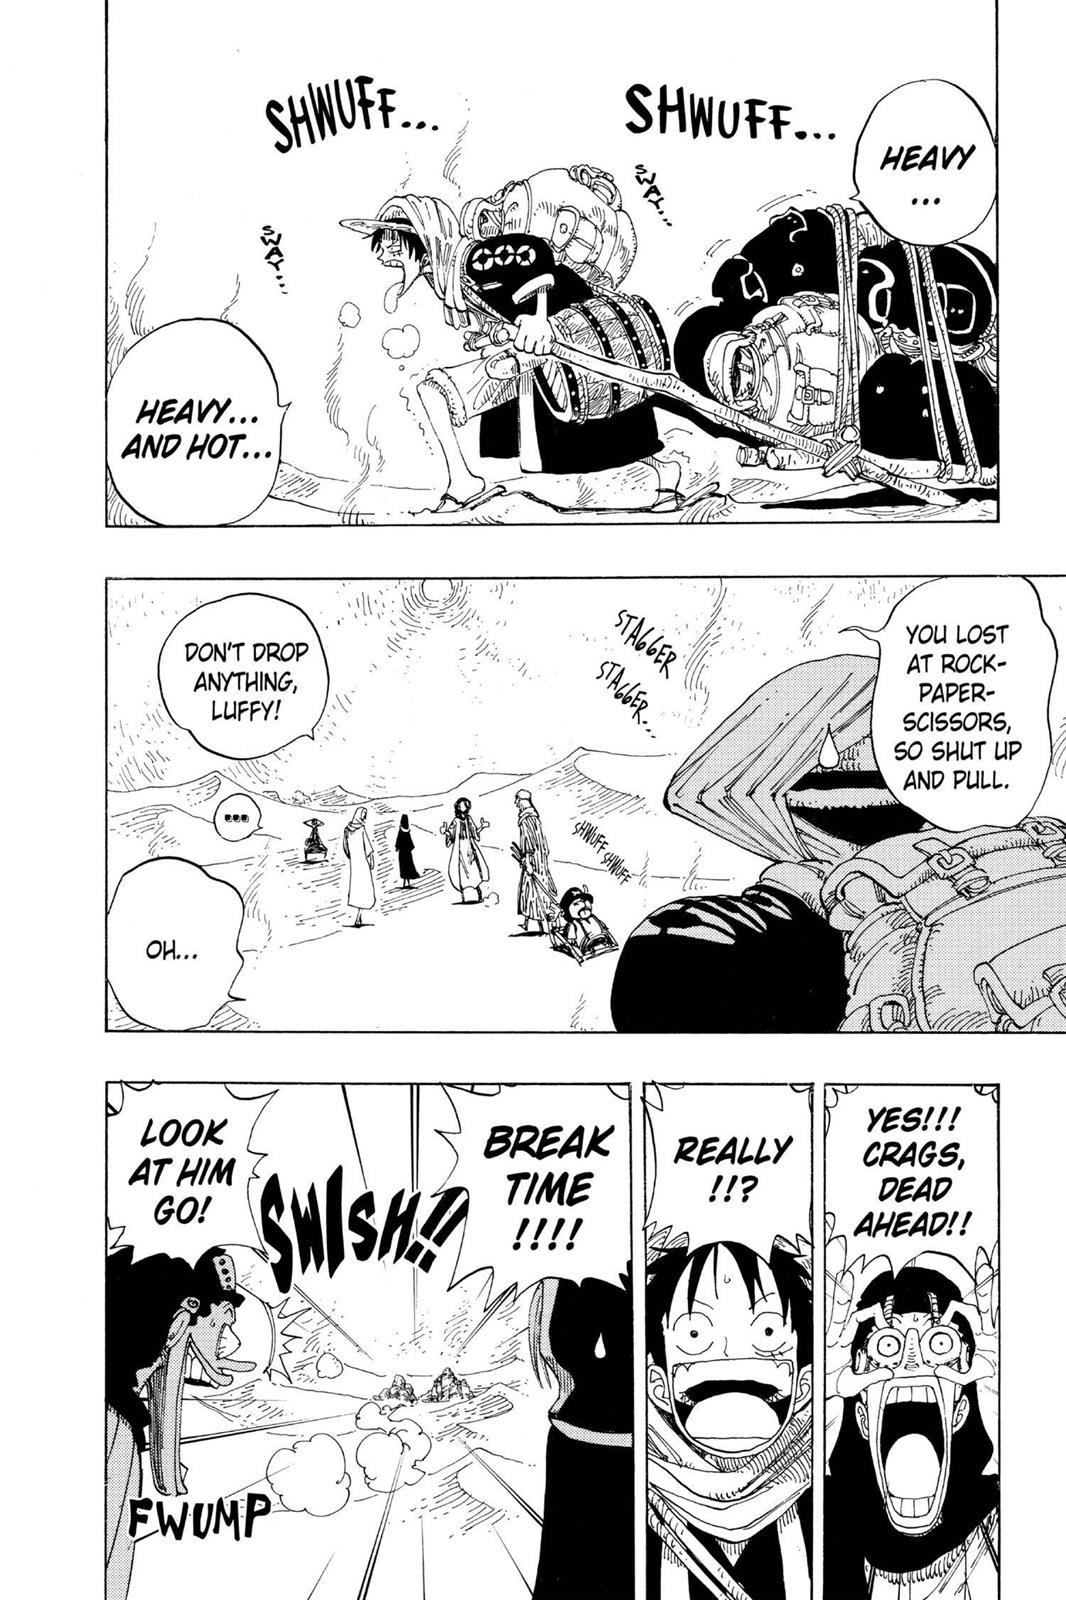 HEAVY
...
SHWUFF...
SHWUFF...
SWAY...
SWAY...
HEAVY...
AND HOT...
YOU LOST
AT ROCK-
PAPER-
SCISSORS,
SO SHUT UP
AND PULL.
STAGGER
STAGGER..
DON'T DROP
ANYTHING,
LUFFY!
...
SHWUFF
SHWUFF
OH...
YES!!!
CRAGS,
DEAD
AHEAD!!
REALLY
!!?
BREAK
TIME
!!!!
SWISH!!
LOOK
AT HIM
GO!
FWUMP